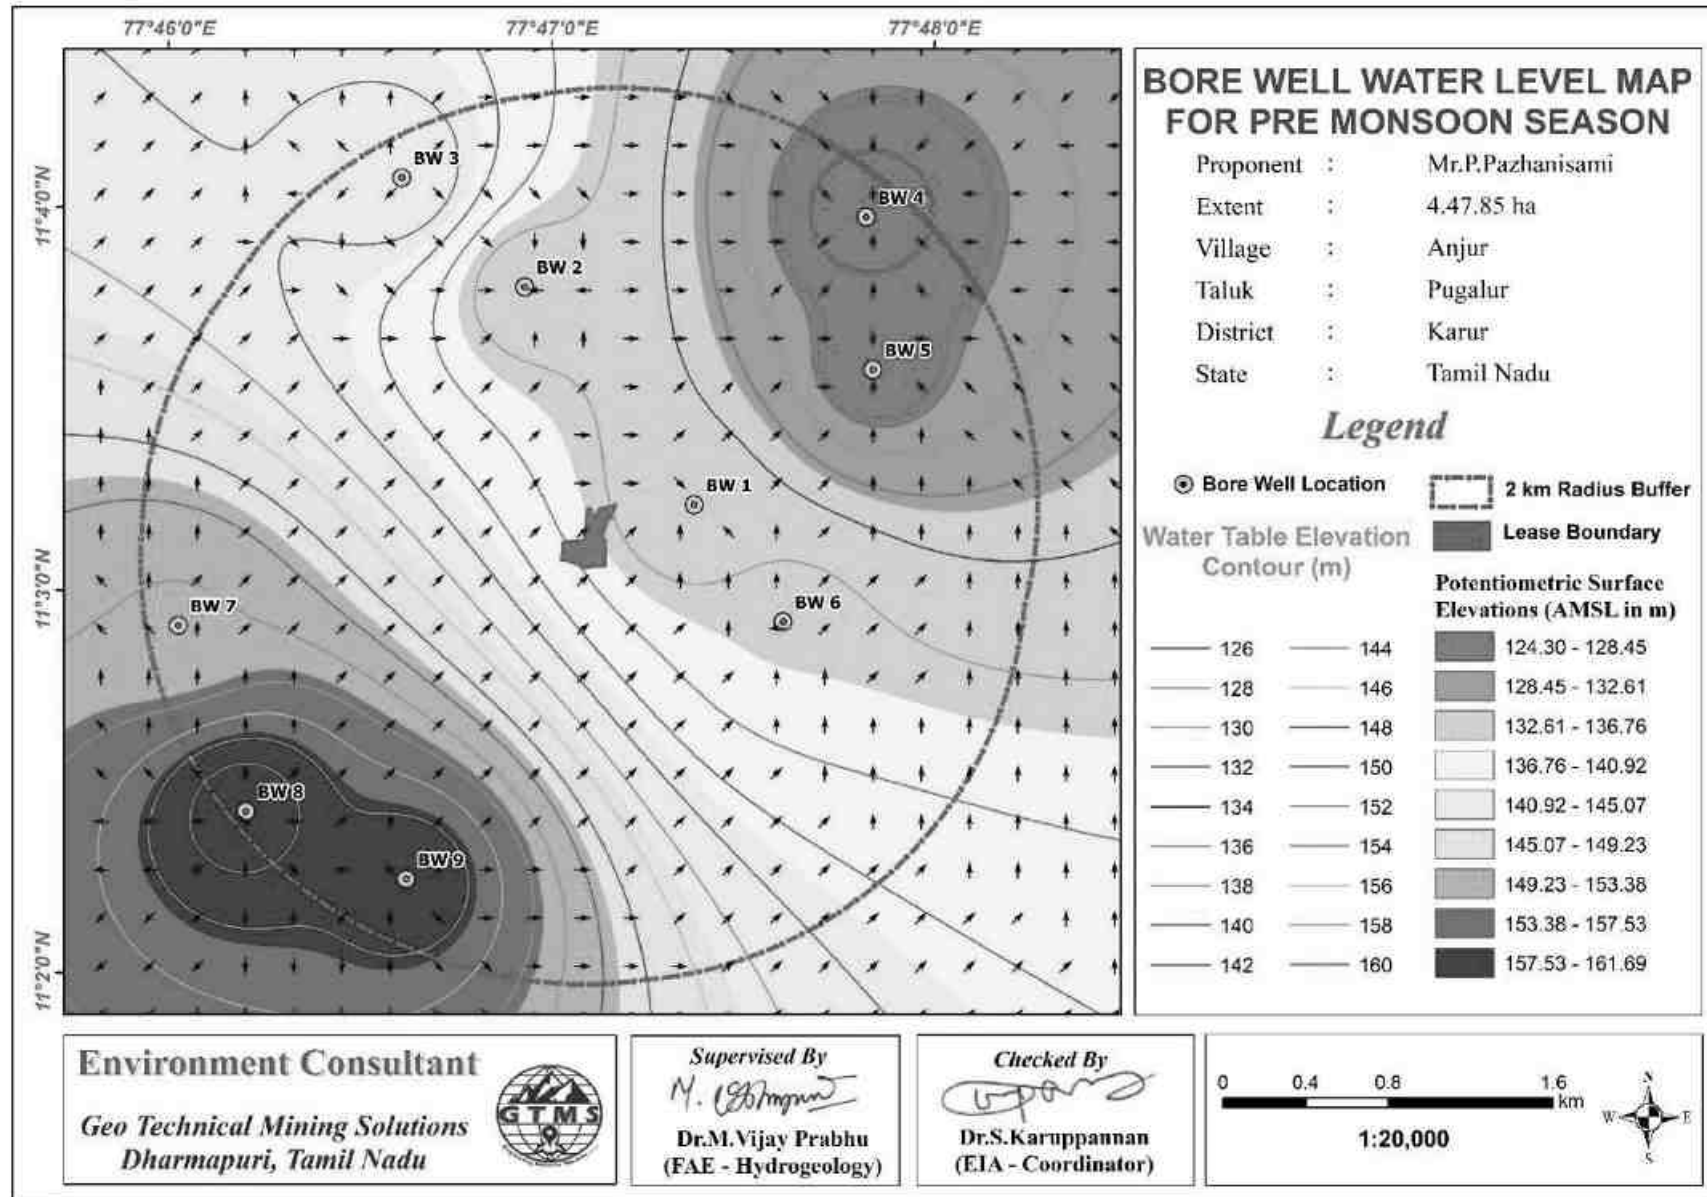 77°46'0"E 77°47'0"E 77°48'0"E
11°4'0"N
11°3'0"N
11°2'0"N
BW 3
BW 4
BW 2
BW 5
BW 1
BW 6
BW 7
BW 8
BW 9
BORE WELL WATER LEVEL MAP
FOR PRE MONSOON SEASON
Proponent : Mr.P.Pazhanisami
Extent : 4.47.85 ha
Village : Anjur
Taluk : Pugalur
District : Karur
State : Tamil Nadu
Legend
Bore Well Location
2 km Radius Buffer
Lease Boundary
Water Table Elevation
Contour (m)
126 144
128 146
130 148
132 150
134 152
136 154
138 156
140 158
142 160
Potentiometric Surface
Elevations (AMSL in m)
124.30 - 128.45
128.45 - 132.61
132.61 - 136.76
136.76 - 140.92
140.92 - 145.07
145.07 - 149.23
149.23 - 153.38
153.38 - 157.53
157.53 - 161.69
Environment Consultant
Geo Technical Mining Solutions
Dharmapuri, Tamil Nadu
GTMS
Supervised By
Dr.M.Vijay Prabhu
(FAE - Hydrogeology)
Checked By
Dr.S.Karuppannan
(EIA - Coordinator)
0 0.4 0.8 1.6
km
1:20,000
N
W E
S